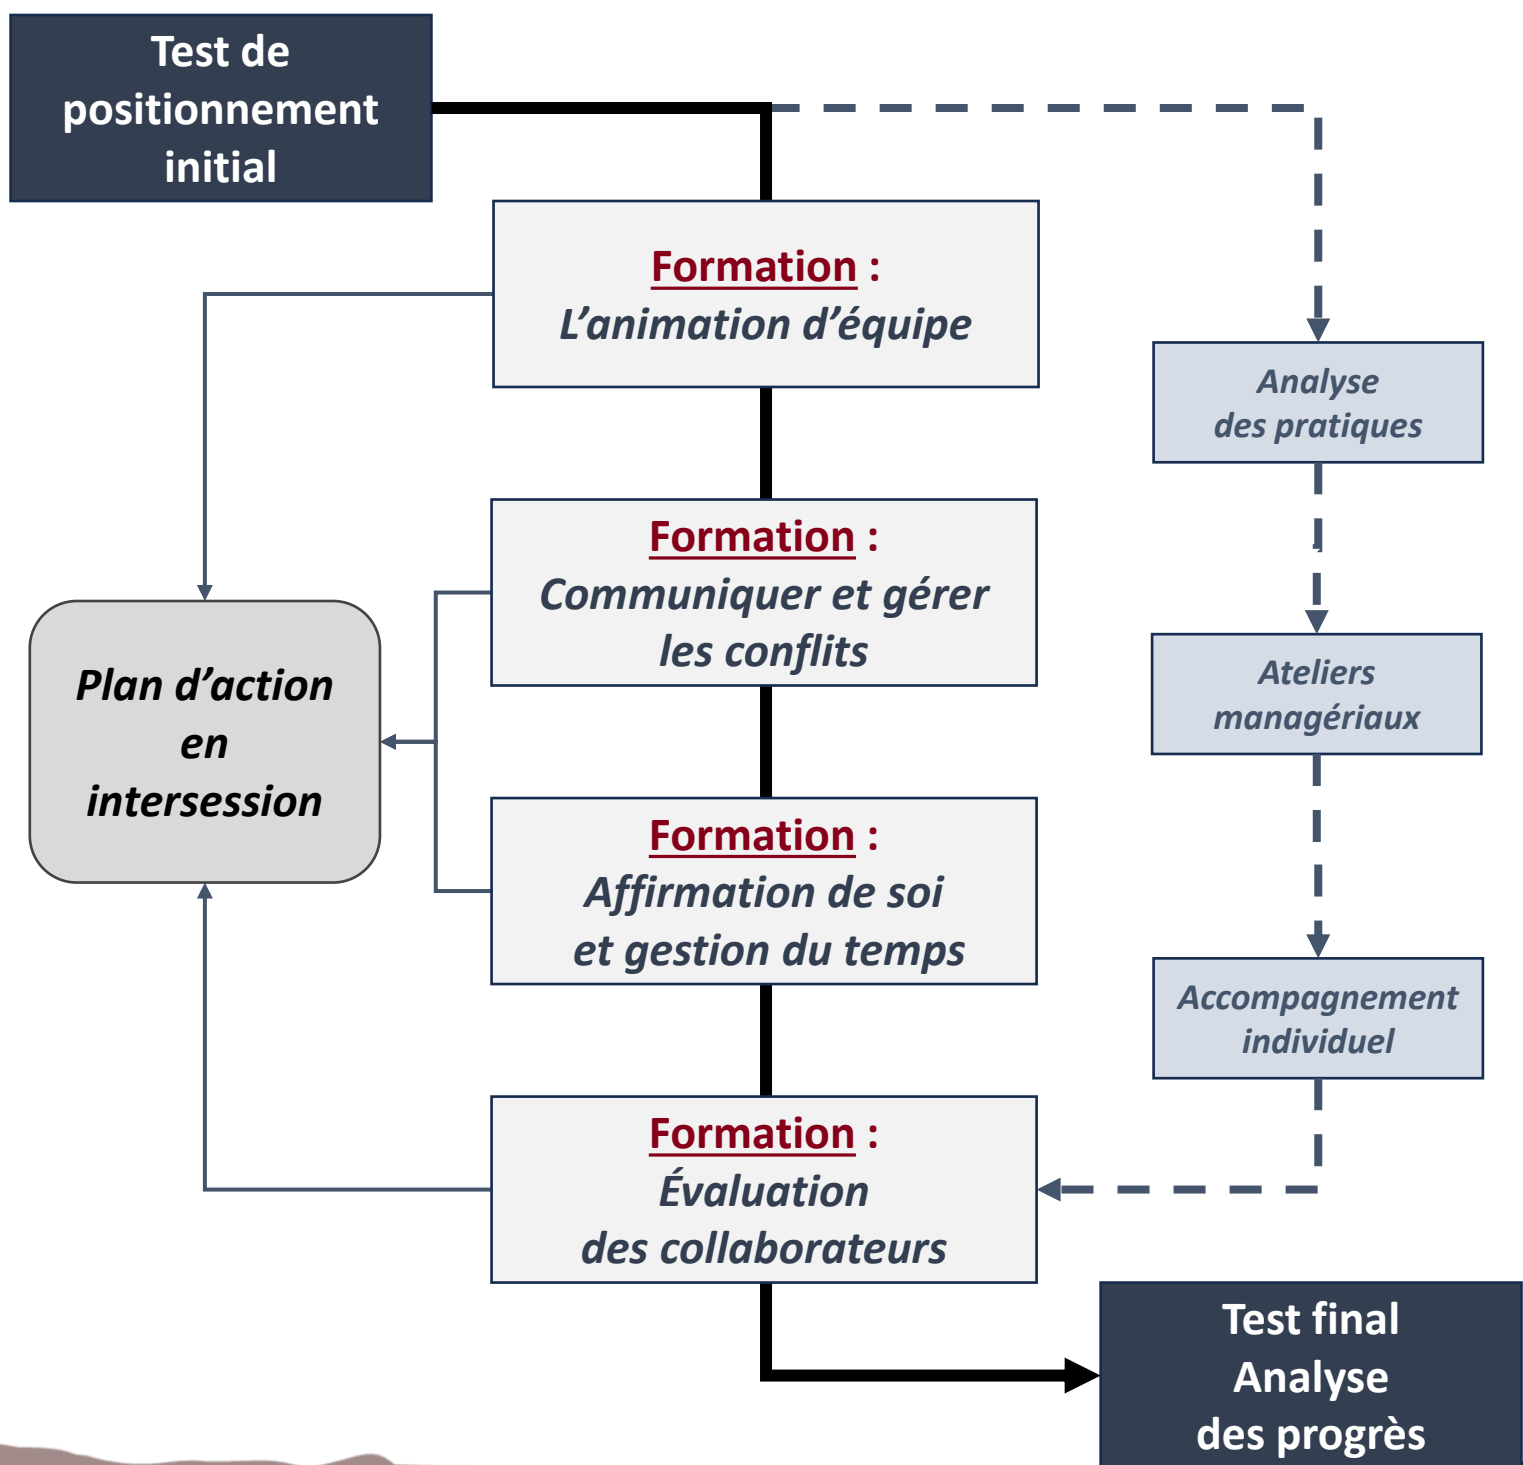 Test de
positionnement
initial
Formation :
L’animation d’équipe
Analyse
des pratiques
Formation :
Communiquer et gérer
les conflits
Plan d’action
en
intersession
Ateliers
managériaux
Formation :
Affirmation de soi
et gestion du temps
Accompagnement
individuel
Formation :
Évaluation
des collaborateurs
Test final
Analyse
des progrès